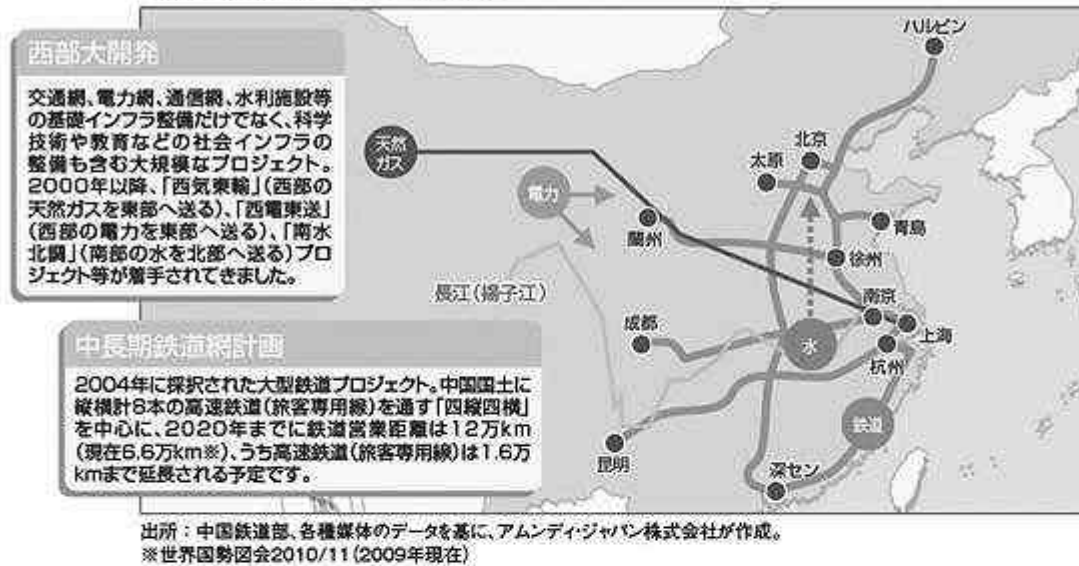 西部大開発
交通網、電力網、通信網、水利施設等
の基礎インフラ整備だけでなく、科学
技術や教育などの社会インフラの
整備も含む大規模なプロジェクト。
2000年以降、「西気東輸」(西部の
天然ガスを東部へ送る)、「西電東送」
(西部の電力を東部へ送る)、「南水
北調」(南部の水を北部へ送る)プロ
ジェクト等が着手されてきました。
中長期鉄道網計画
2004年に採択された大型鉄道プロジェクト。中国国土に
縦横計8本の高速鉄道(旅客専用線)を通す「四縦四横」
を中心に、2020年までに鉄道営業距離は12万km
(現在6.6万km※)、うち高速鉄道(旅客専用線)は1.6万
kmまで延長される予定です。
ハルビン
天然
ガス
北京
太原
電力
青島
蘭州
徐州
長江(揚子江)
南京
成都
上海
水
杭州
鉄道
昆明
深セン
出所:中国鉄道部、各種媒体のデータを基に、アムンディ・ジャパン株式会社が作成。
※世界国勢図会2010/11(2009年現在)